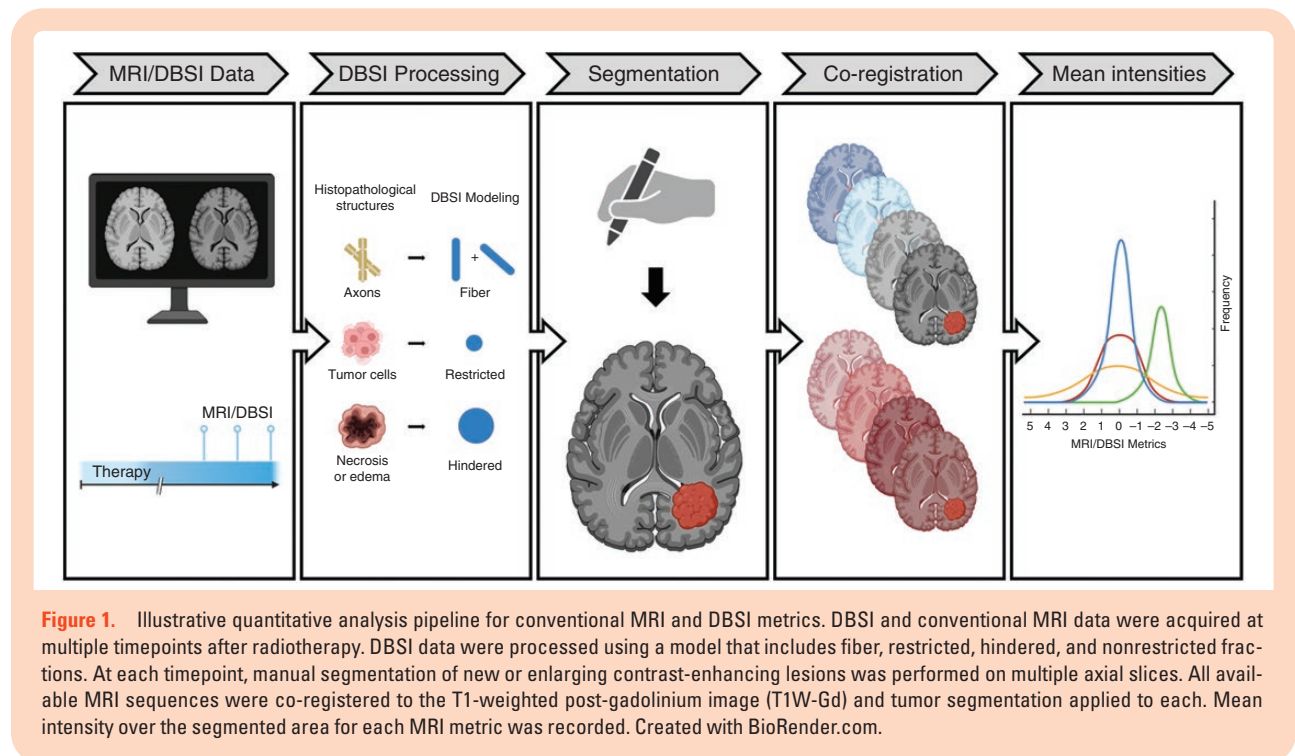 MRI/DBSI Data
DBSI Processing
Segmentation
Co-registration
Mean intensities
MRI/DBSI
Therapy
Histopathological
structures
DBSI Modeling
Axons
+
Fiber
Tumor cells
Restricted
Necrosis
or edema
Hindered
Frequency
5 4 3 2 1 0 –1 –2 –3 –4 –5
MRI/DBSI Metrics
Figure 1. Illustrative quantitative analysis pipeline for conventional MRI and DBSI metrics. DBSI and conventional MRI data were acquired at
multiple timepoints after radiotherapy. DBSI data were processed using a model that includes fiber, restricted, hindered, and nonrestricted frac-
tions. At each timepoint, manual segmentation of new or enlarging contrast-enhancing lesions was performed on multiple axial slices. All avail-
able MRI sequences were co-registered to the T1-weighted post-gadolinium image (T1W-Gd) and tumor segmentation applied to each. Mean
intensity over the segmented area for each MRI metric was recorded. Created with BioRender.com.